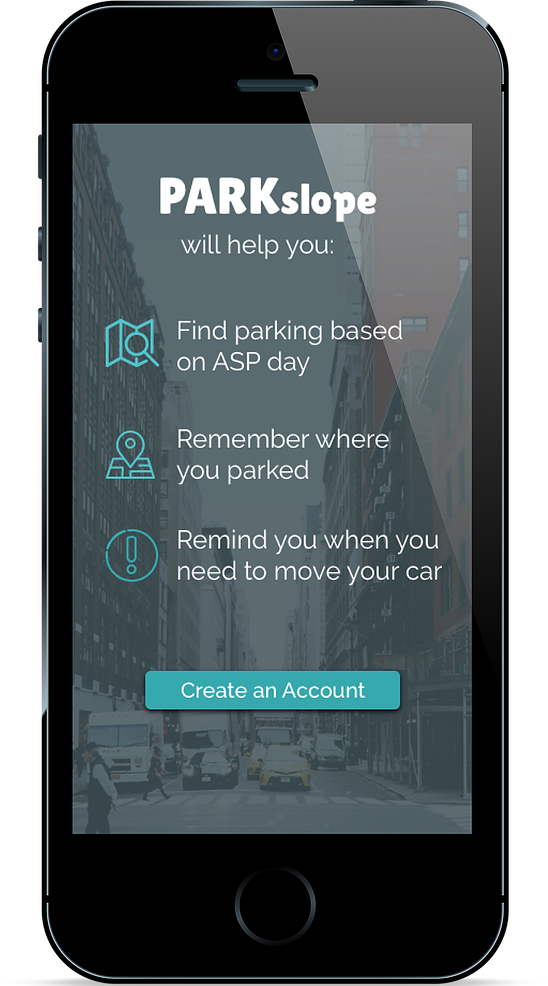 PARKslope
will help you:
Find parking based
on ASP day
Remember where
you parked
Remind you when you
need to move your car
Create an Account